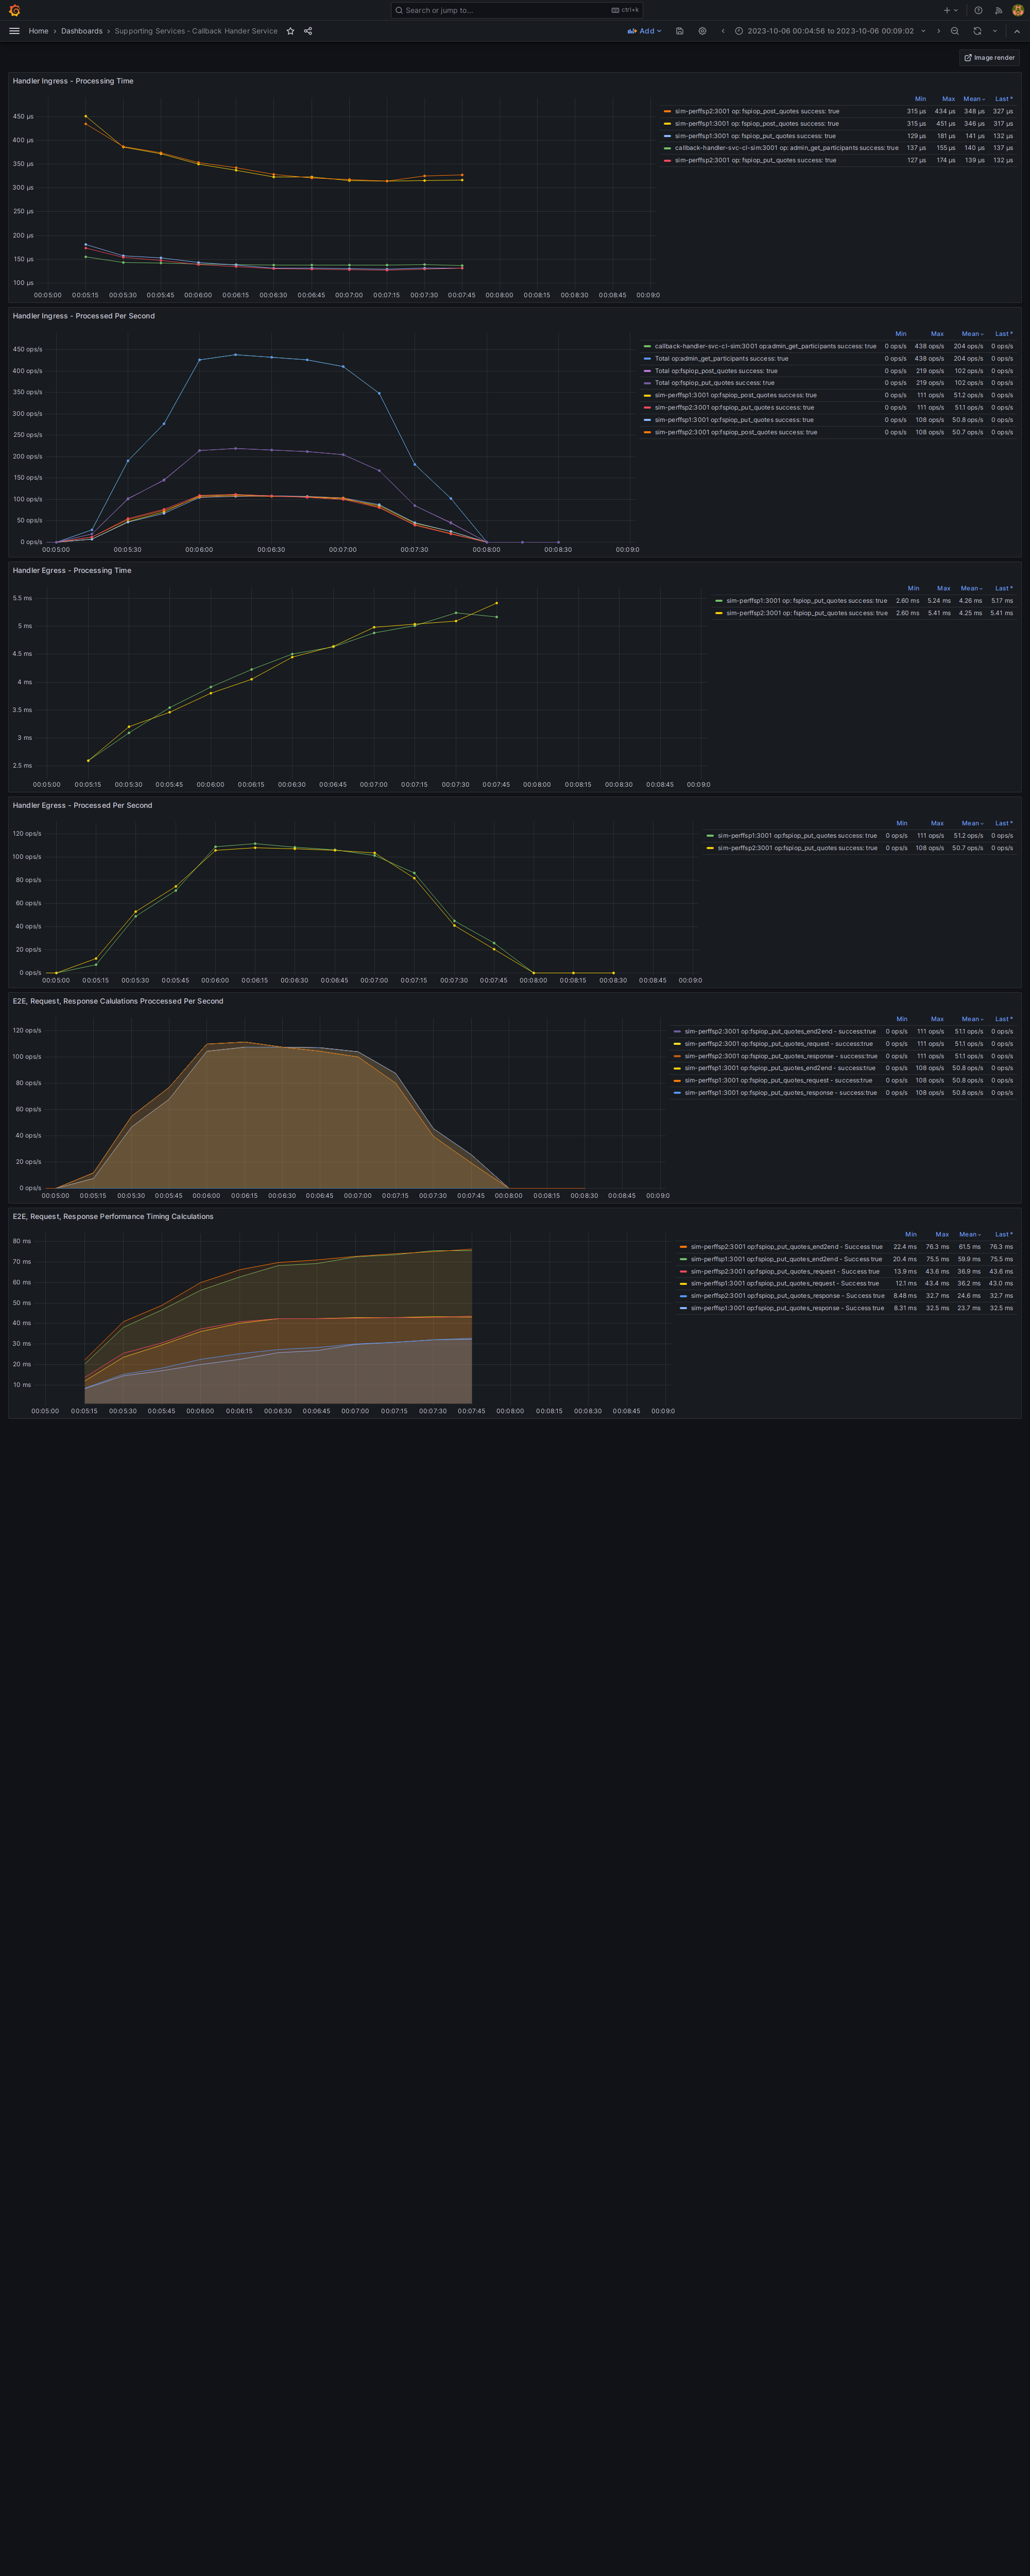 Search or jump to...
ctrl+k
Home › Dashboards › Supporting Services - Callback Hander Service
Add
2023-10-06 00:04:56 to 2023-10-06 00:09:02
Image render
Handler Ingress - Processing Time
450 µs
400 µs
350 µs
300 µs
250 µs
200 µs
150 µs
100 µs
00:05:00 00:05:15 00:05:30 00:05:45 00:06:00 00:06:15 00:06:30 00:06:45 00:07:00 00:07:15 00:07:30 00:07:45 00:08:00 00:08:15 00:08:30 00:08:45 00:09:0
Min Max Mean Last *
sim-perffsp2:3001 op: fspiop_post_quotes success: true 315 µs 434 µs 348 µs 327 µs
sim-perffsp1:3001 op: fspiop_post_quotes success: true 315 µs 451 µs 346 µs 317 µs
sim-perffsp1:3001 op: fspiop_put_quotes success: true 129 µs 181 µs 141 µs 132 µs
callback-handler-svc-cl-sim:3001 op: admin_get_participants success: true 137 µs 155 µs 140 µs 137 µs
sim-perffsp2:3001 op: fspiop_put_quotes success: true 127 µs 174 µs 139 µs 132 µs
Handler Ingress - Processed Per Second
450 ops/s
400 ops/s
350 ops/s
300 ops/s
250 ops/s
200 ops/s
150 ops/s
100 ops/s
50 ops/s
0 ops/s
00:05:00 00:05:30 00:06:00 00:06:30 00:07:00 00:07:30 00:08:00 00:08:30 00:09:0
Min Max Mean Last *
callback-handler-svc-cl-sim:3001 op:admin_get_participants success: true 0 ops/s 438 ops/s 204 ops/s 0 ops/s
Total op:admin_get_participants success: true 0 ops/s 438 ops/s 204 ops/s 0 ops/s
Total op:fspiop_post_quotes success: true 0 ops/s 219 ops/s 102 ops/s 0 ops/s
Total op:fspiop_put_quotes success: true 0 ops/s 219 ops/s 102 ops/s 0 ops/s
sim-perffsp1:3001 op:fspiop_post_quotes success: true 0 ops/s 111 ops/s 51.2 ops/s 0 ops/s
sim-perffsp2:3001 op:fspiop_put_quotes success: true 0 ops/s 111 ops/s 51.1 ops/s 0 ops/s
sim-perffsp1:3001 op:fspiop_put_quotes success: true 0 ops/s 108 ops/s 50.8 ops/s 0 ops/s
sim-perffsp2:3001 op:fspiop_post_quotes success: true 0 ops/s 108 ops/s 50.7 ops/s 0 ops/s
Handler Egress - Processing Time
5.5 ms
5 ms
4.5 ms
4 ms
3.5 ms
3 ms
2.5 ms
00:05:00 00:05:15 00:05:30 00:05:45 00:06:00 00:06:15 00:06:30 00:06:45 00:07:00 00:07:15 00:07:30 00:07:45 00:08:00 00:08:15 00:08:30 00:08:45 00:09:0
Min Max Mean Last *
sim-perffsp1:3001 op: fspiop_put_quotes success: true 2.60 ms 5.24 ms 4.26 ms 5.17 ms
sim-perffsp2:3001 op: fspiop_put_quotes success: true 2.60 ms 5.41 ms 4.25 ms 5.41 ms
Handler Egress - Processed Per Second
120 ops/s
100 ops/s
80 ops/s
60 ops/s
40 ops/s
20 ops/s
0 ops/s
00:05:00 00:05:15 00:05:30 00:05:45 00:06:00 00:06:15 00:06:30 00:06:45 00:07:00 00:07:15 00:07:30 00:07:45 00:08:00 00:08:15 00:08:30 00:08:45 00:09:0
Min Max Mean Last *
sim-perffsp1:3001 op:fspiop_put_quotes success: true 0 ops/s 111 ops/s 51.2 ops/s 0 ops/s
sim-perffsp2:3001 op:fspiop_put_quotes success: true 0 ops/s 108 ops/s 50.7 ops/s 0 ops/s
E2E, Request, Response Calulations Proccessed Per Second
120 ops/s
100 ops/s
80 ops/s
60 ops/s
40 ops/s
20 ops/s
0 ops/s
00:05:00 00:05:15 00:05:30 00:05:45 00:06:00 00:06:15 00:06:30 00:06:45 00:07:00 00:07:15 00:07:30 00:07:45 00:08:00 00:08:15 00:08:30 00:08:45 00:09:0
Min Max Mean Last *
sim-perffsp2:3001 op:fspiop_put_quotes_end2end - success:true 0 ops/s 111 ops/s 51.1 ops/s 0 ops/s
sim-perffsp2:3001 op:fspiop_put_quotes_request - success:true 0 ops/s 111 ops/s 51.1 ops/s 0 ops/s
sim-perffsp2:3001 op:fspiop_put_quotes_response - success:true 0 ops/s 111 ops/s 51.1 ops/s 0 ops/s
sim-perffsp1:3001 op:fspiop_put_quotes_end2end - success:true 0 ops/s 108 ops/s 50.8 ops/s 0 ops/s
sim-perffsp1:3001 op:fspiop_put_quotes_request - success:true 0 ops/s 108 ops/s 50.8 ops/s 0 ops/s
sim-perffsp1:3001 op:fspiop_put_quotes_response - success:true 0 ops/s 108 ops/s 50.8 ops/s 0 ops/s
E2E, Request, Response Performance Timing Calculations
80 ms
70 ms
60 ms
50 ms
40 ms
30 ms
20 ms
10 ms
00:05:00 00:05:15 00:05:30 00:05:45 00:06:00 00:06:15 00:06:30 00:06:45 00:07:00 00:07:15 00:07:30 00:07:45 00:08:00 00:08:15 00:08:30 00:08:45 00:09:0
Min Max Mean Last *
sim-perffsp2:3001 op:fspiop_put_quotes_end2end - Success true 22.4 ms 76.3 ms 61.5 ms 76.3 ms
sim-perffsp1:3001 op:fspiop_put_quotes_end2end - Success true 20.4 ms 75.5 ms 59.9 ms 75.5 ms
sim-perffsp2:3001 op:fspiop_put_quotes_request - Success true 13.9 ms 43.6 ms 36.9 ms 43.6 ms
sim-perffsp1:3001 op:fspiop_put_quotes_request - Success true 12.1 ms 43.4 ms 36.2 ms 43.0 ms
sim-perffsp2:3001 op:fspiop_put_quotes_response - Success true 8.48 ms 32.7 ms 24.6 ms 32.7 ms
sim-perffsp1:3001 op:fspiop_put_quotes_response - Success true 8.31 ms 32.5 ms 23.7 ms 32.5 ms